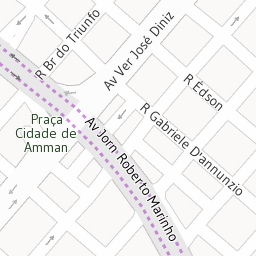 R Br do Triunfo
Av Ver José Diniz
R Édson
R Gabriele D'annunzio
Praça
Cidade de
Amman
Av Jorn Roberto Marinho